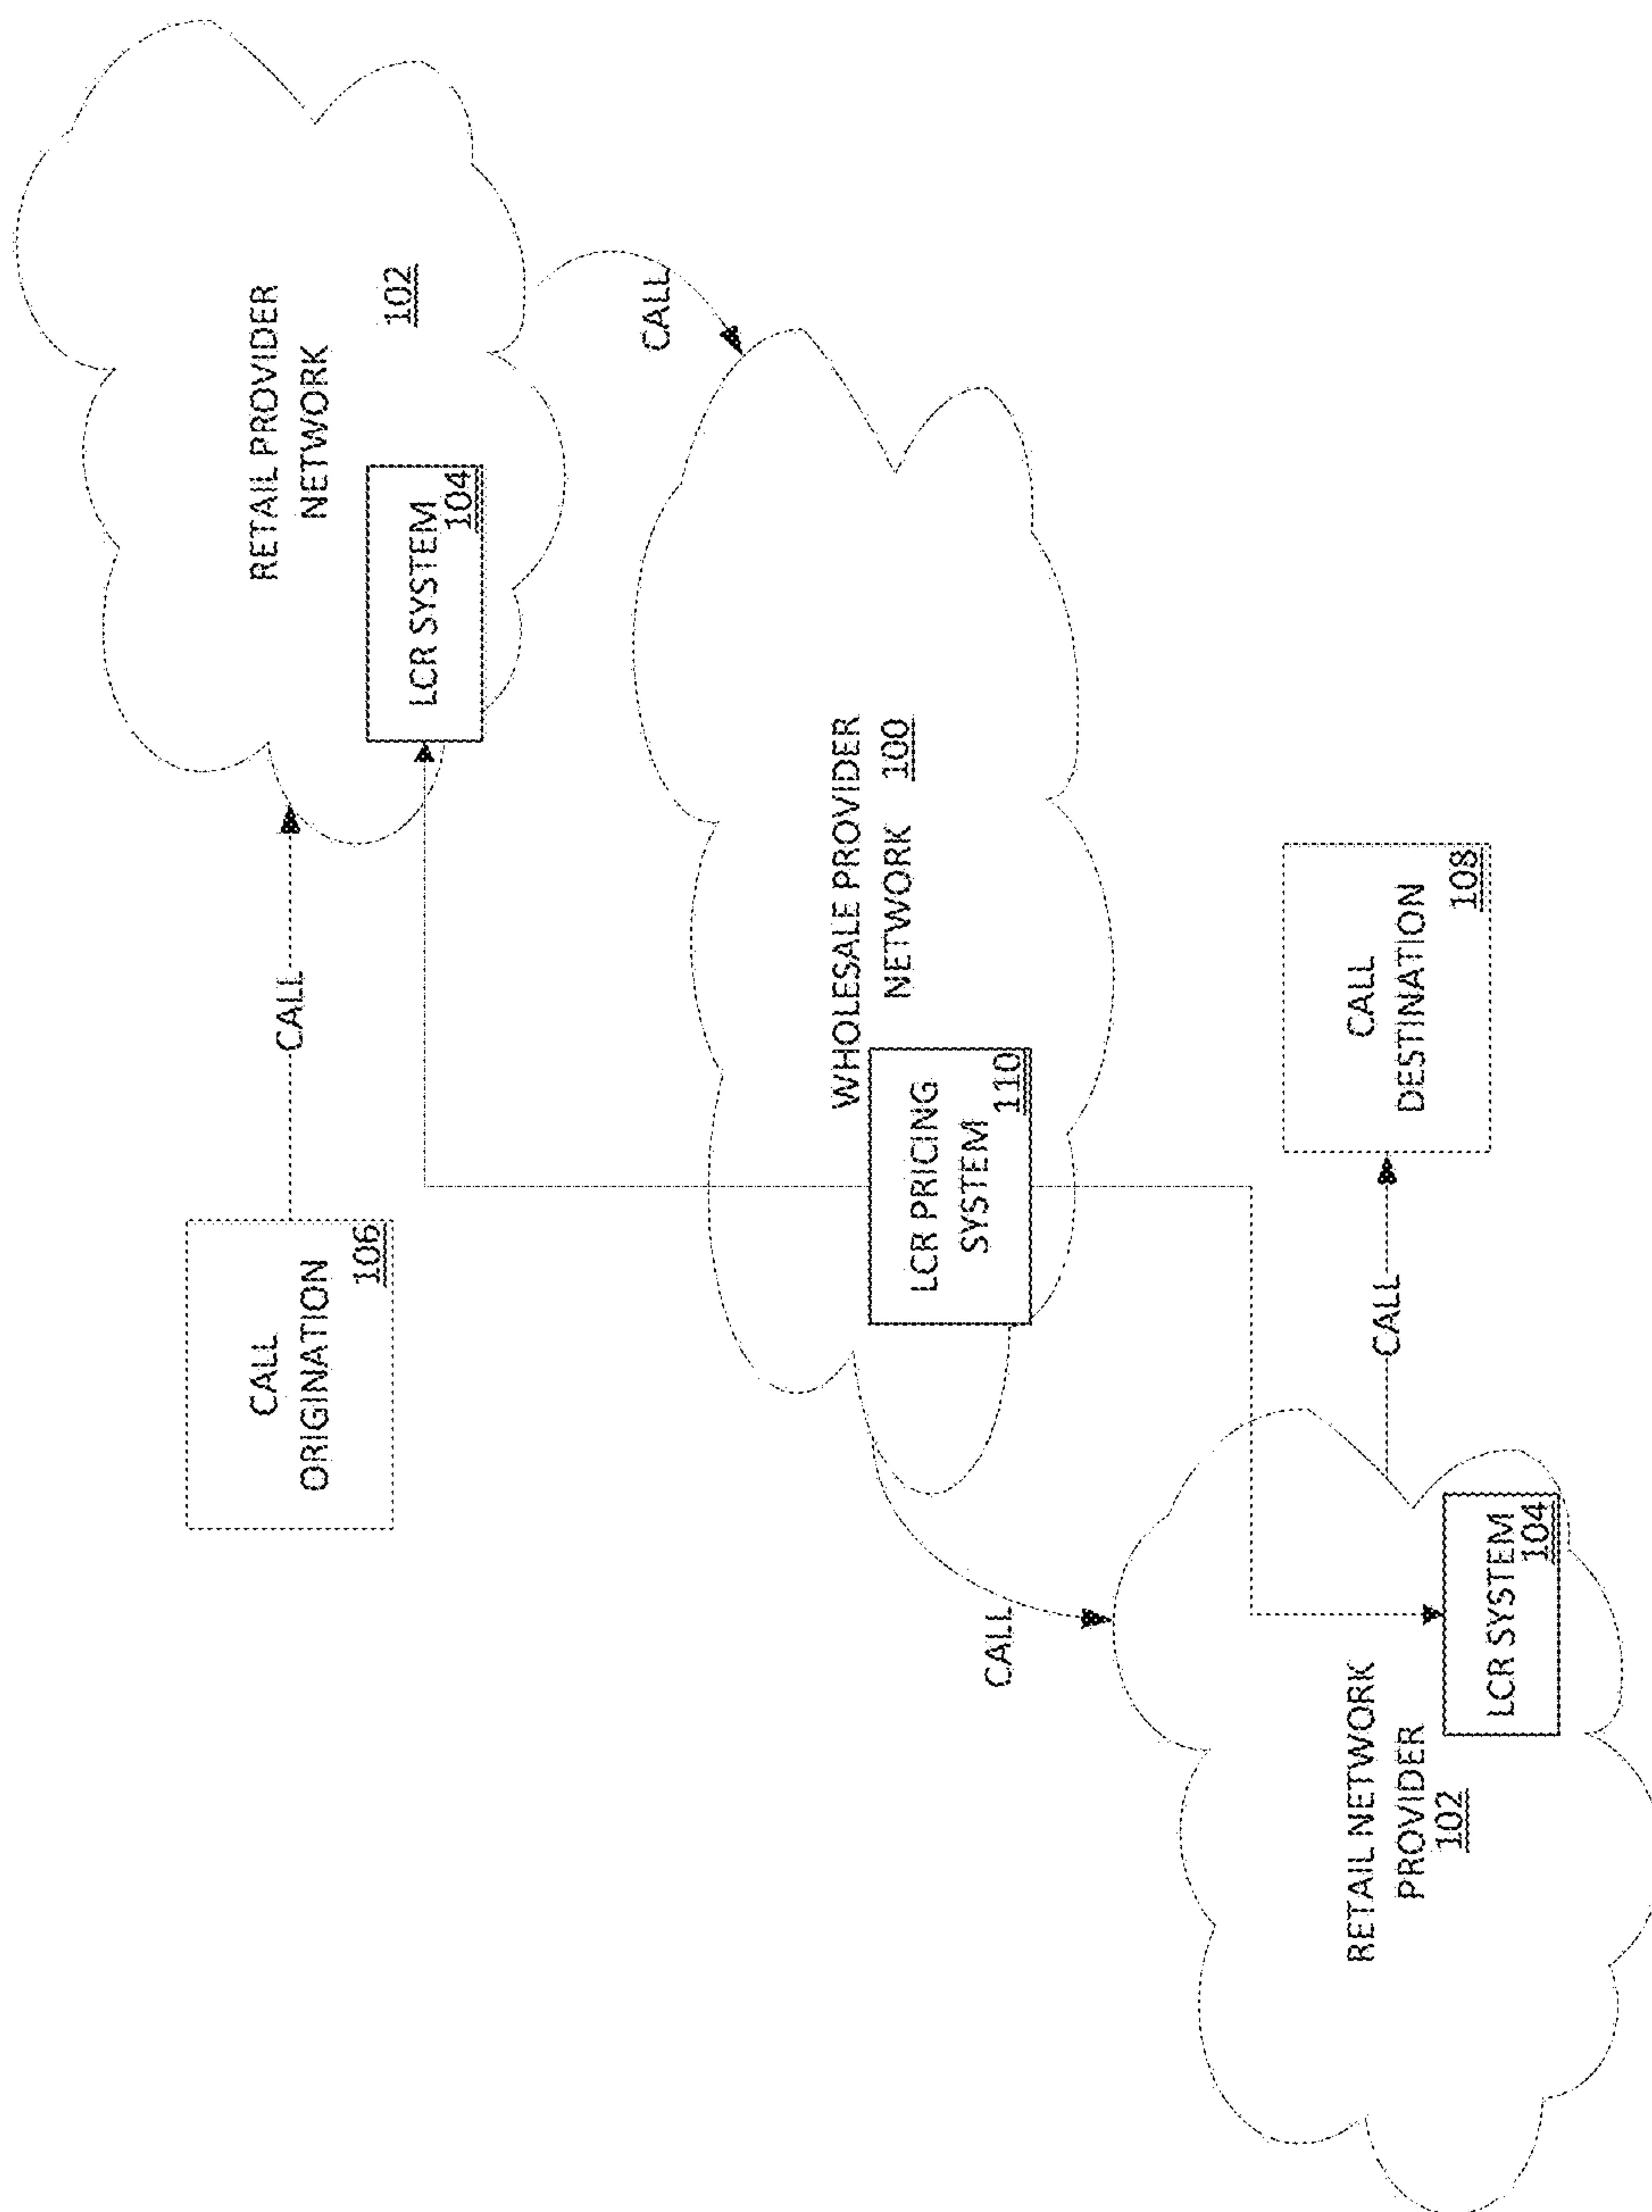 CALL
ORIGINATION
106
CALL
RETAIL PROVIDER
NETWORK
102
LCR SYSTEM
104
CALL
WHOLESALE PROVIDER
NETWORK 100
LCR PRICING
SYSTEM
110
CALL
RETAIL NETWORK
PROVIDER
102
LCR SYSTEM
104
CALL
CALL
DESTINATION
108